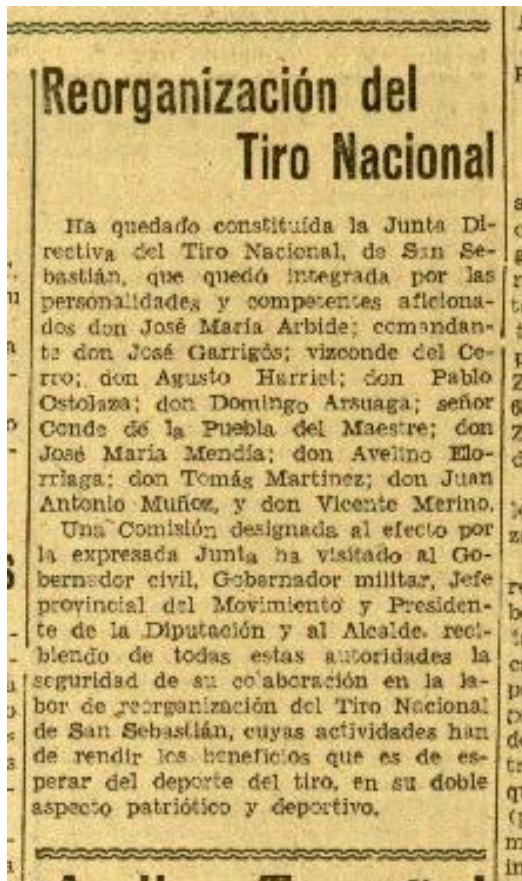 Reorganización del
Tiro Nacional
Ha quedado constituída la Junta Di-
rectiva del Tiro Nacional, de San Se-
bastián, que quedó integrada por las
personalidades y competentes aficiona-
dos don José María Arbide; comandan-
te don José Garrigós; vizconde del Ce-
rro; don Agusto Harriet; don Pablo
Ostolaza; don Domingo Arsuaga; señor
Conde de la Puebla del Maestre; don
José María Mendía; don Avelino Elo-
rriaga; don Tomás Martínez; don Juan
Antonio Muñoz, y don Vicente Merino.
Una Comisión designada al efecto por
la expresada Junta ha visitado al Go-
bernador civil, Gobernador militar, Jefe
provincial del Movimiento y Presiden-
te de la Diputación y al Alcalde, reci-
biendo de todas estas autoridades la
seguridad de su colaboración en la la-
bor de reorganización del Tiro Nacional
de San Sebastián, cuyas actividades han
de rendir los beneficios que es de es-
perar del deporte del tiro, en su doble
aspecto patriótico y deportivo.